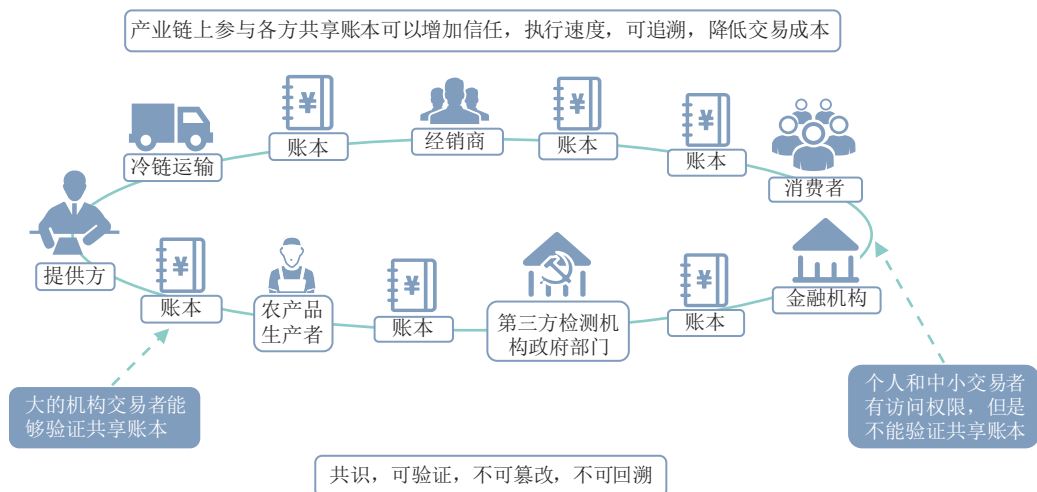 产业链上参与各方共享账本可以增加信任，执行速度，可追溯，降低交易成本
¥
账本
¥
账本
¥
账本
冷链运输
经销商
消费者
提供方
¥
账本
农产品
生产者
¥
账本
第三方检测机
构政府部门
¥
账本
金融机构
大的机构交易者能
够验证共享账本
个人和中小交易者
有访问权限，但是
不能验证共享账本
共识，可验证，不可篡改，不可回溯